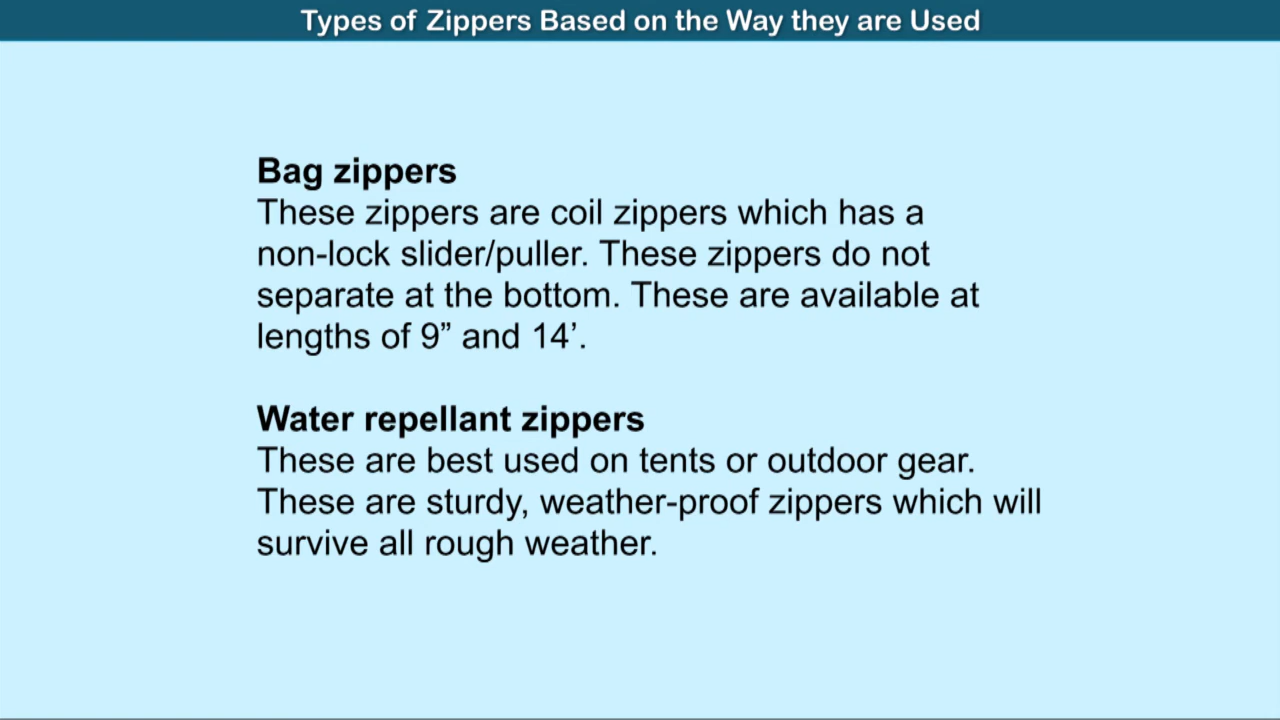 Types of Zippers Based on the Way they are Used
Bag zippers
These zippers are coil zippers which has a
non-lock slider/puller. These zippers do not
separate at the bottom. These are available at
lengths of 9” and 14’.
Water repellant zippers
These are best used on tents or outdoor gear.
These are sturdy, weather-proof zippers which will
survive all rough weather.